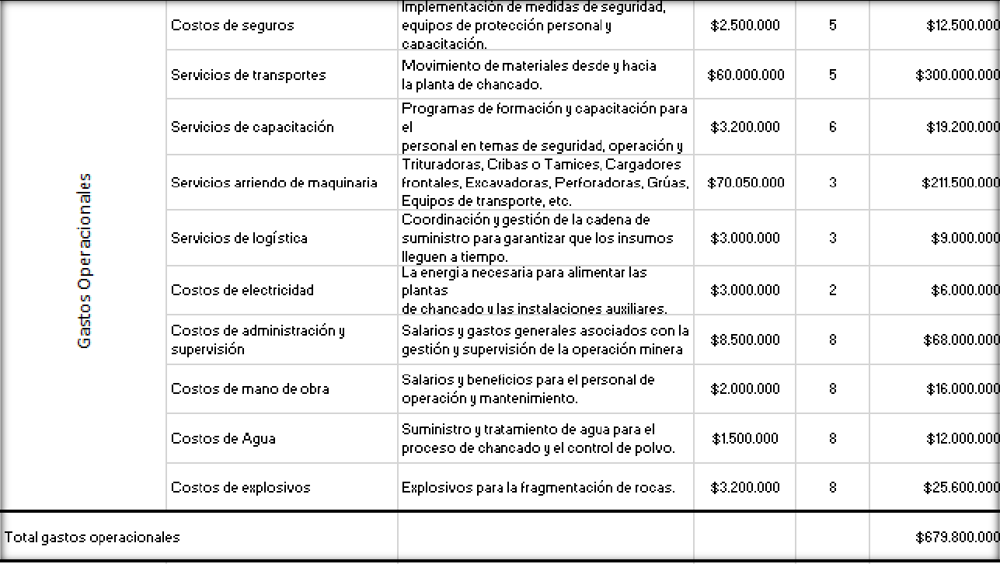 Gastos Operacionales
Implementación de medidas de seguridad,
Costos de seguros
equipos de protección personal y
capacitación.
$2.500.000
5
$12.500.000
Servicios de transportes
Movimiento de materiales desde y hacia
la planta de chancado.
$60.000.000
5
$300.000.000
Servicios de capacitación
Programas de formación y capacitación para
el
personal en temas de seguridad, operación y
$3.200.000
6
$19.200.000
Servicios arriendo de maquinaria
Trituradoras, Cribas o Tamices, Cargadores
frontales, Excavadoras, Perforadoras, Grúas,
Equipos de transporte, etc.
$70.050.000
3
$211.500.000
Servicios de logística
Coordinación y gestión de la cadena de
suministro para garantizar que los insumos
lleguen a tiempo.
$3.000.000
3
$9.000.000
Costos de electricidad
La energía necesaria para alimentar las
plantas
de chancado y las instalaciones auxiliares.
$3.000.000
2
$6.000.000
Costos de administración y
supervisión
Salarios y gastos generales asociados con la
gestión y supervisión de la operación minera
$8.500.000
8
$68.000.000
Costos de mano de obra
Salarios y beneficios para el personal de
operación y mantenimiento.
$2.000.000
8
$16.000.000
Costos de Agua
Suministro y tratamiento de agua para el
proceso de chancado y el control de polvo.
$1.500.000
8
$12.000.000
Costos de explosivos
Explosivos para la fragmentación de rocas.
$3.200.000
8
$25.600.000
Total gastos operacionales
$679.800.000